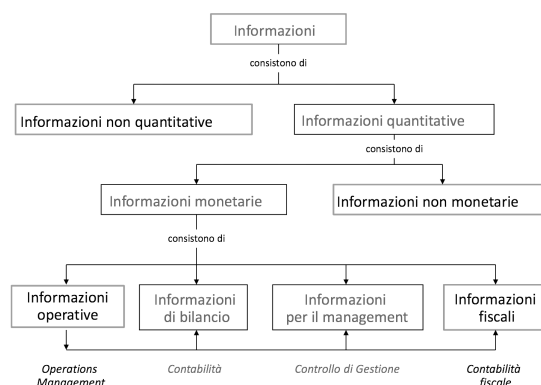 Informazioni
consistono di
Informazioni non quantitative
Informazioni quantitative
consistono di
Informazioni monetarie
Informazioni non monetarie
consistono di
Informazioni
operative
Informazioni
di bilancio
Informazioni
per il management
Informazioni
fiscali
Operations
Management
Contabilità
Controllo di Gestione
Contabilità
fiscale